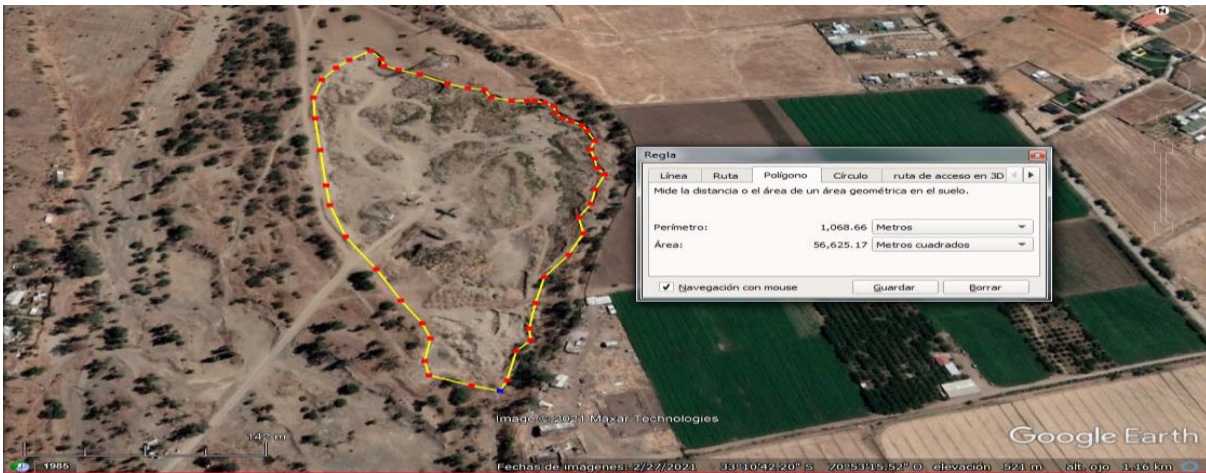 N
Regla
Línea Ruta Polígono Círculo ruta de acceso en 3D
Mide la distancia o el área de un área geométrica en el suelo.
Perímetro: 1,068.66 Metros
Área: 56,625.17 Metros cuadrados
Navegación con mouse Guardar Borrar
Image © 2021 Maxar Technologies
Google Earth
142 m
1985 Fechas de imágenes: 2/27/2021 33°10'42.20" S 70°53'15.52" O elevación 521 m alt. ojo 1.16 km